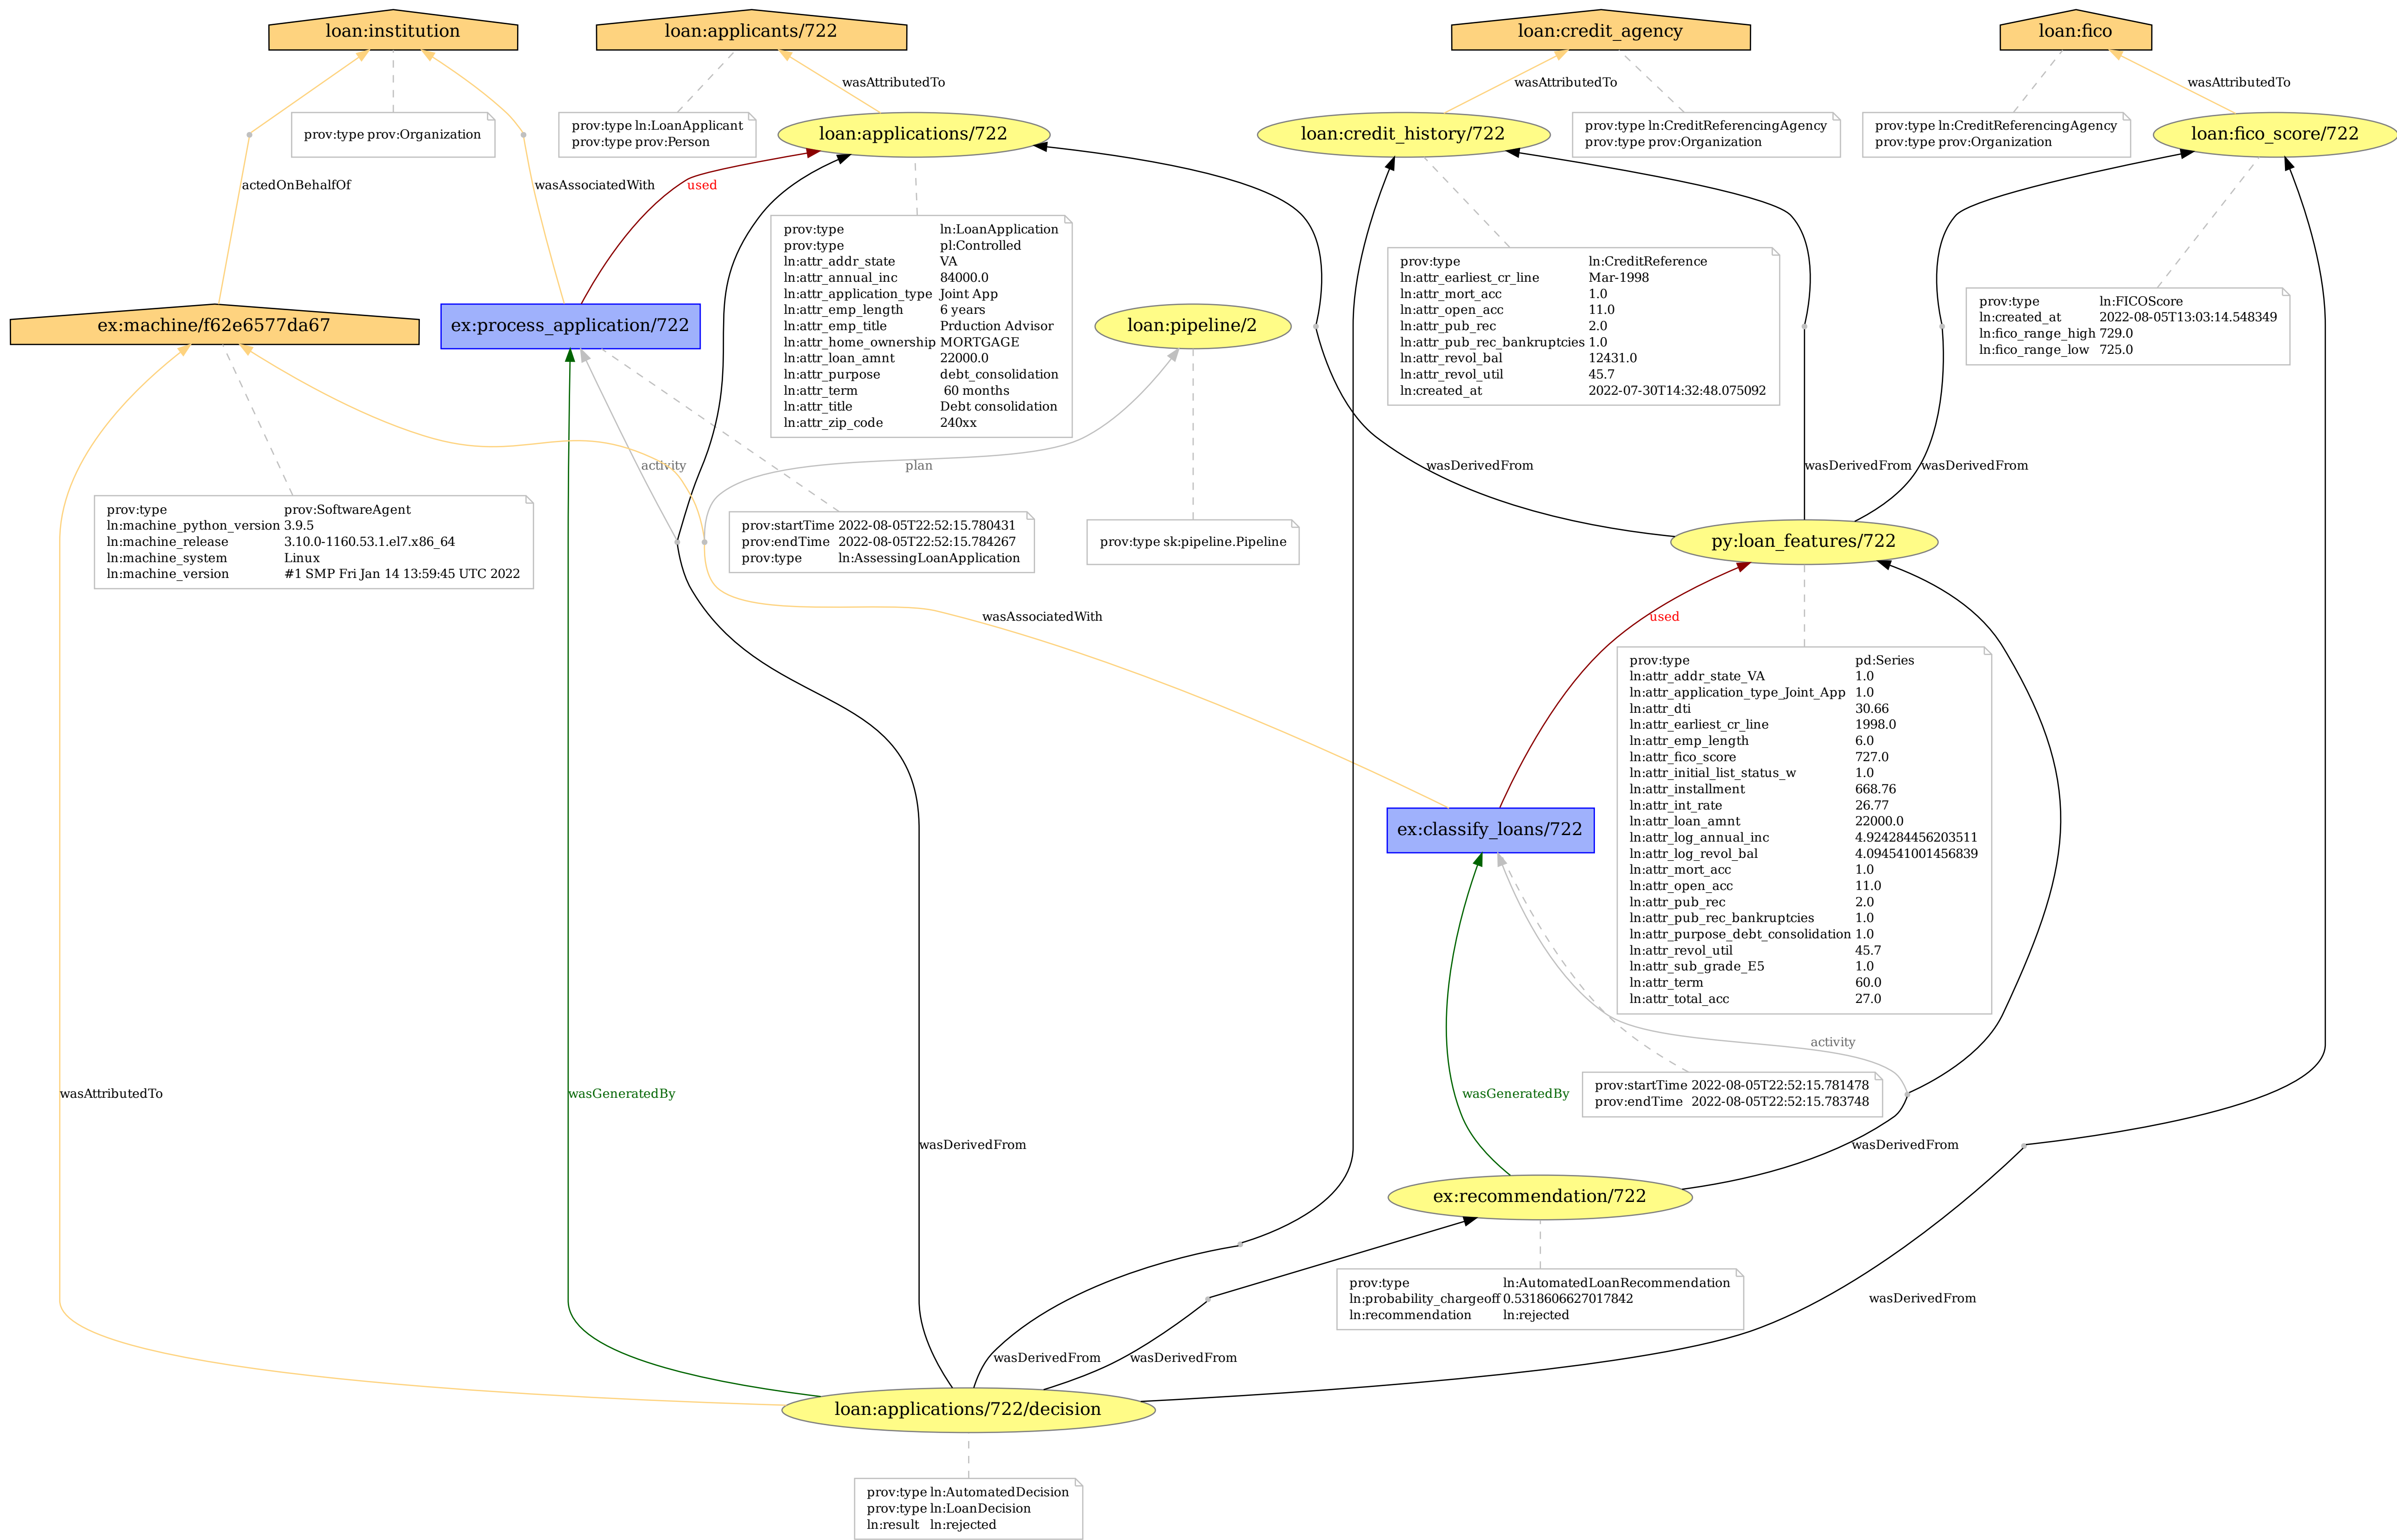 loan:institution
loan:applicants/722
loan:credit_agency
loan:fico
wasAttributedTo
wasAttributedTo
wasAttributedTo
prov:type prov:Organization
prov:type ln:LoanApplicant
prov:type prov:Person
loan:applications/722
loan:credit_history/722
prov:type ln:CreditReferencingAgency
prov:type prov:Organization
prov:type ln:CreditReferencingAgency
prov:type prov:Organization
loan:fico_score/722
actedOnBehalfOf
wasAssociatedWith
used
prov:type ln:LoanApplication
prov:type pl:Controlled
ln:attr_addr_state VA
ln:attr_annual_inc 84000.0
ln:attr_application_type Joint App
ln:attr_emp_length 6 years
ln:attr_emp_title Prduction Advisor
ln:attr_home_ownership MORTGAGE
ln:attr_loan_amnt 22000.0
ln:attr_purpose debt_consolidation
ln:attr_term 60 months
ln:attr_title Debt consolidation
ln:attr_zip_code 240xx
prov:type ln:CreditReference
ln:attr_earliest_cr_line Mar-1998
ln:attr_mort_acc 1.0
ln:attr_open_acc 11.0
ln:attr_pub_rec 2.0
ln:attr_pub_rec_bankruptcies 1.0
ln:attr_revol_bal 12431.0
ln:attr_revol_util 45.7
ln:created_at 2022-07-30T14:32:48.075092
prov:type ln:FICOScore
ln:created_at 2022-08-05T13:03:14.548349
ln:fico_range_high 729.0
ln:fico_range_low 725.0
ex:machine/f62e6577da67
ex:process_application/722
loan:pipeline/2
activity
plan
wasDerivedFrom
wasDerivedFrom
wasDerivedFrom
prov:type prov:SoftwareAgent
ln:machine_python_version 3.9.5
ln:machine_release 3.10.0-1160.53.1.el7.x86_64
ln:machine_system Linux
ln:machine_version #1 SMP Fri Jan 14 13:59:45 UTC 2022
prov:startTime 2022-08-05T22:52:15.780431
prov:endTime 2022-08-05T22:52:15.784267
prov:type ln:AssessingLoanApplication
prov:type sk:pipeline.Pipeline
py:loan_features/722
wasAssociatedWith
used
prov:type pd:Series
ln:attr_addr_state_VA 1.0
ln:attr_application_type_Joint_App 1.0
ln:attr_dti 30.66
ln:attr_earliest_cr_line 1998.0
ln:attr_emp_length 6.0
ln:attr_fico_score 727.0
ln:attr_initial_list_status_w 1.0
ln:attr_installment 668.76
ln:attr_int_rate 26.77
ln:attr_loan_amnt 22000.0
ln:attr_log_annual_inc 4.924284456203511
ln:attr_log_revol_bal 4.094541001456839
ln:attr_mort_acc 1.0
ln:attr_open_acc 11.0
ln:attr_pub_rec 2.0
ln:attr_pub_rec_bankruptcies 1.0
ln:attr_purpose_debt_consolidation 1.0
ln:attr_revol_util 45.7
ln:attr_sub_grade_E5 1.0
ln:attr_term 60.0
ln:attr_total_acc 27.0
ex:classify_loans/722
activity
prov:startTime 2022-08-05T22:52:15.781478
prov:endTime 2022-08-05T22:52:15.783748
wasAttributedTo
wasGeneratedBy
wasGeneratedBy
wasDerivedFrom
wasDerivedFrom
ex:recommendation/722
prov:type ln:AutomatedLoanRecommendation
ln:probability_chargeoff 0.5318606627017842
ln:recommendation ln:rejected
wasDerivedFrom
wasDerivedFrom
wasDerivedFrom
loan:applications/722/decision
prov:type ln:AutomatedDecision
prov:type ln:LoanDecision
ln:result ln:rejected